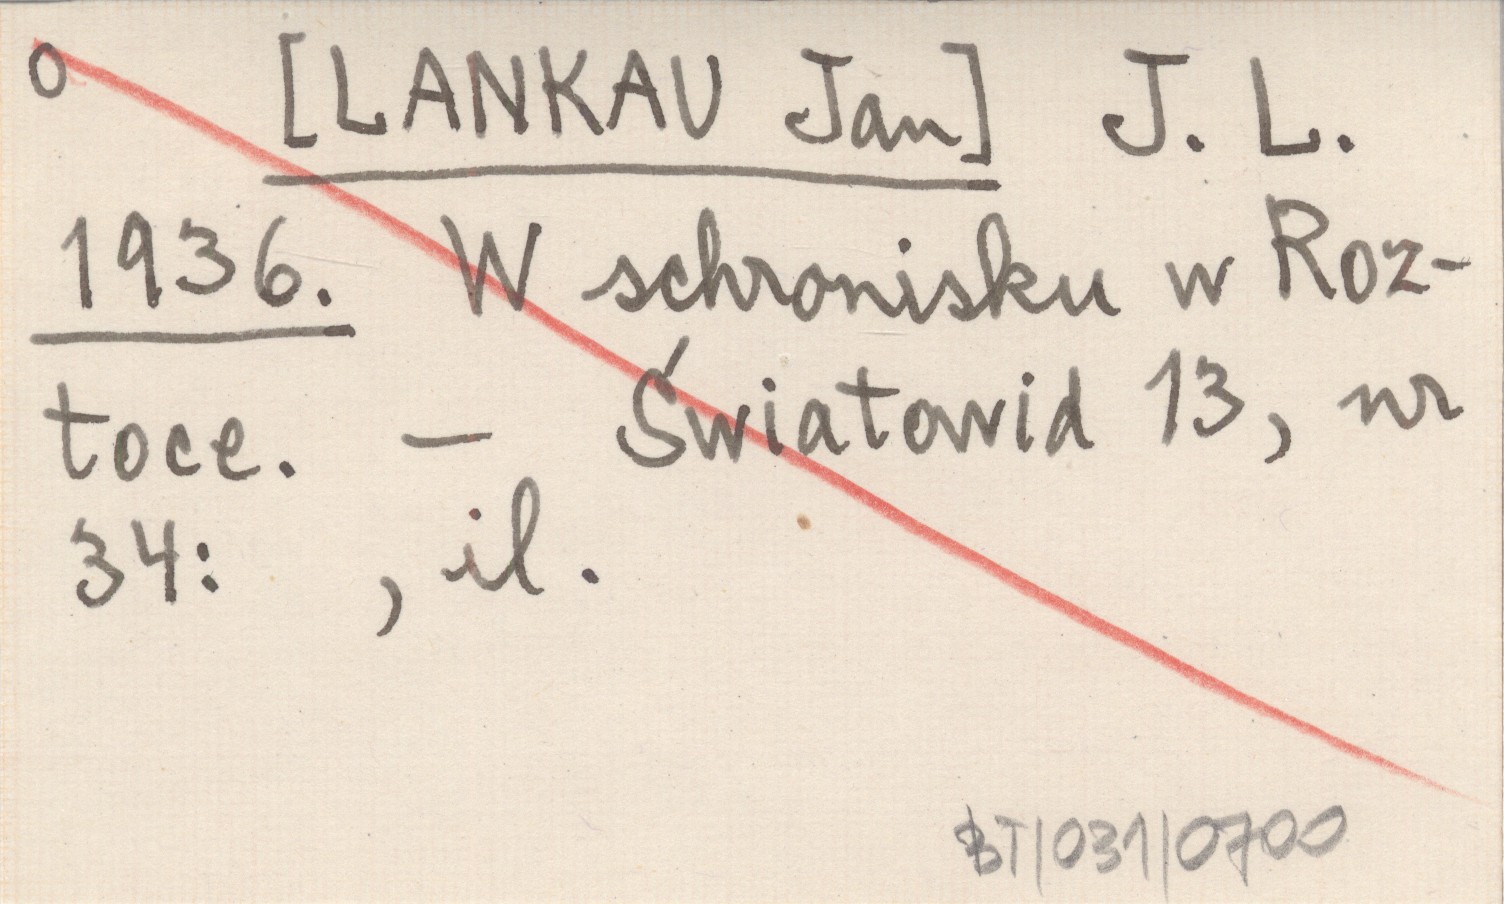 o [LANKAU Jan] J. L.
1936. W schronisku w Roz-
toce. — Światowid 13, nr
34: , il.
BT/031/0700